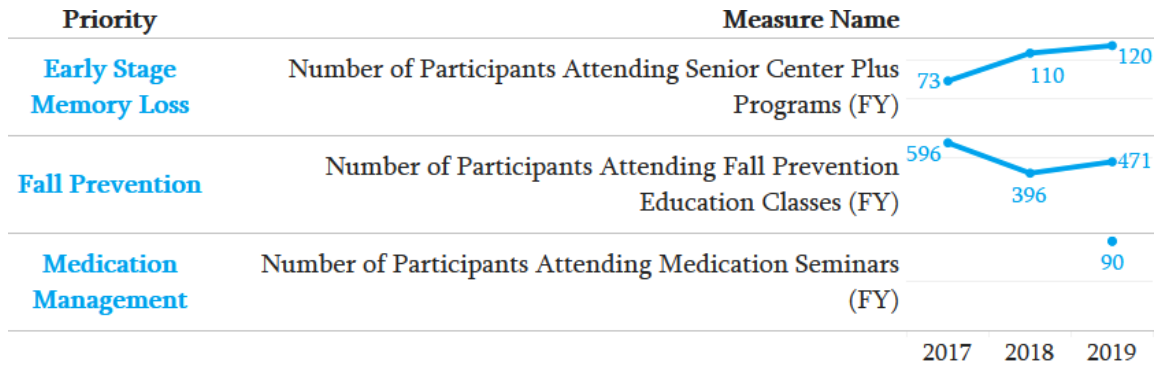 Priority Measure Name
Early Stage
Memory Loss
Number of Participants Attending Senior Center Plus
Programs (FY)
73
110
120
Fall Prevention
Number of Participants Attending Fall Prevention
Education Classes (FY)
596
396
471
Medication
Management
Number of Participants Attending Medication Seminars
(FY)
90
2017 2018 2019